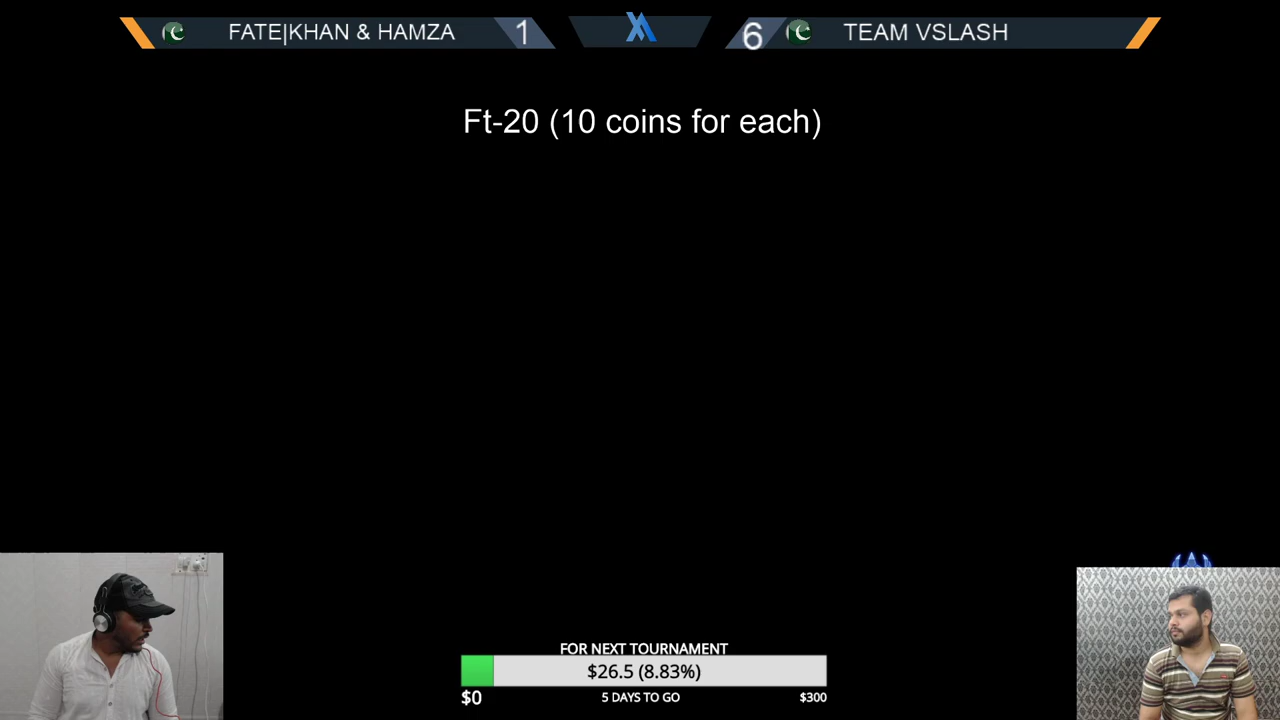 FATE|KHAN & HAMZA 1 6 TEAM VSLASH
Ft-20 (10 coins for each)
FOR NEXT TOURNAMENT
$26.5 (8.83%)
$0 5 DAYS TO GO $300